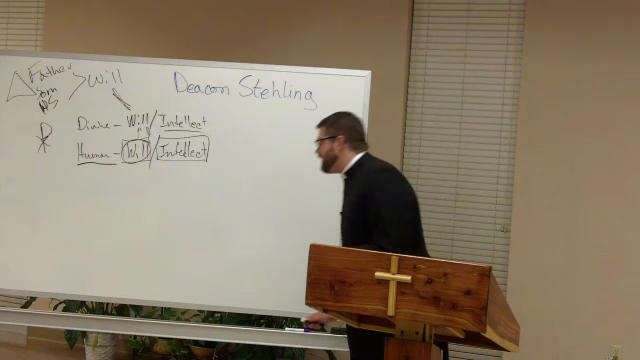 Father > Will
Son
HS
Deacon Stehling
Divine - Will / Intellect
Human - Will / Intellect